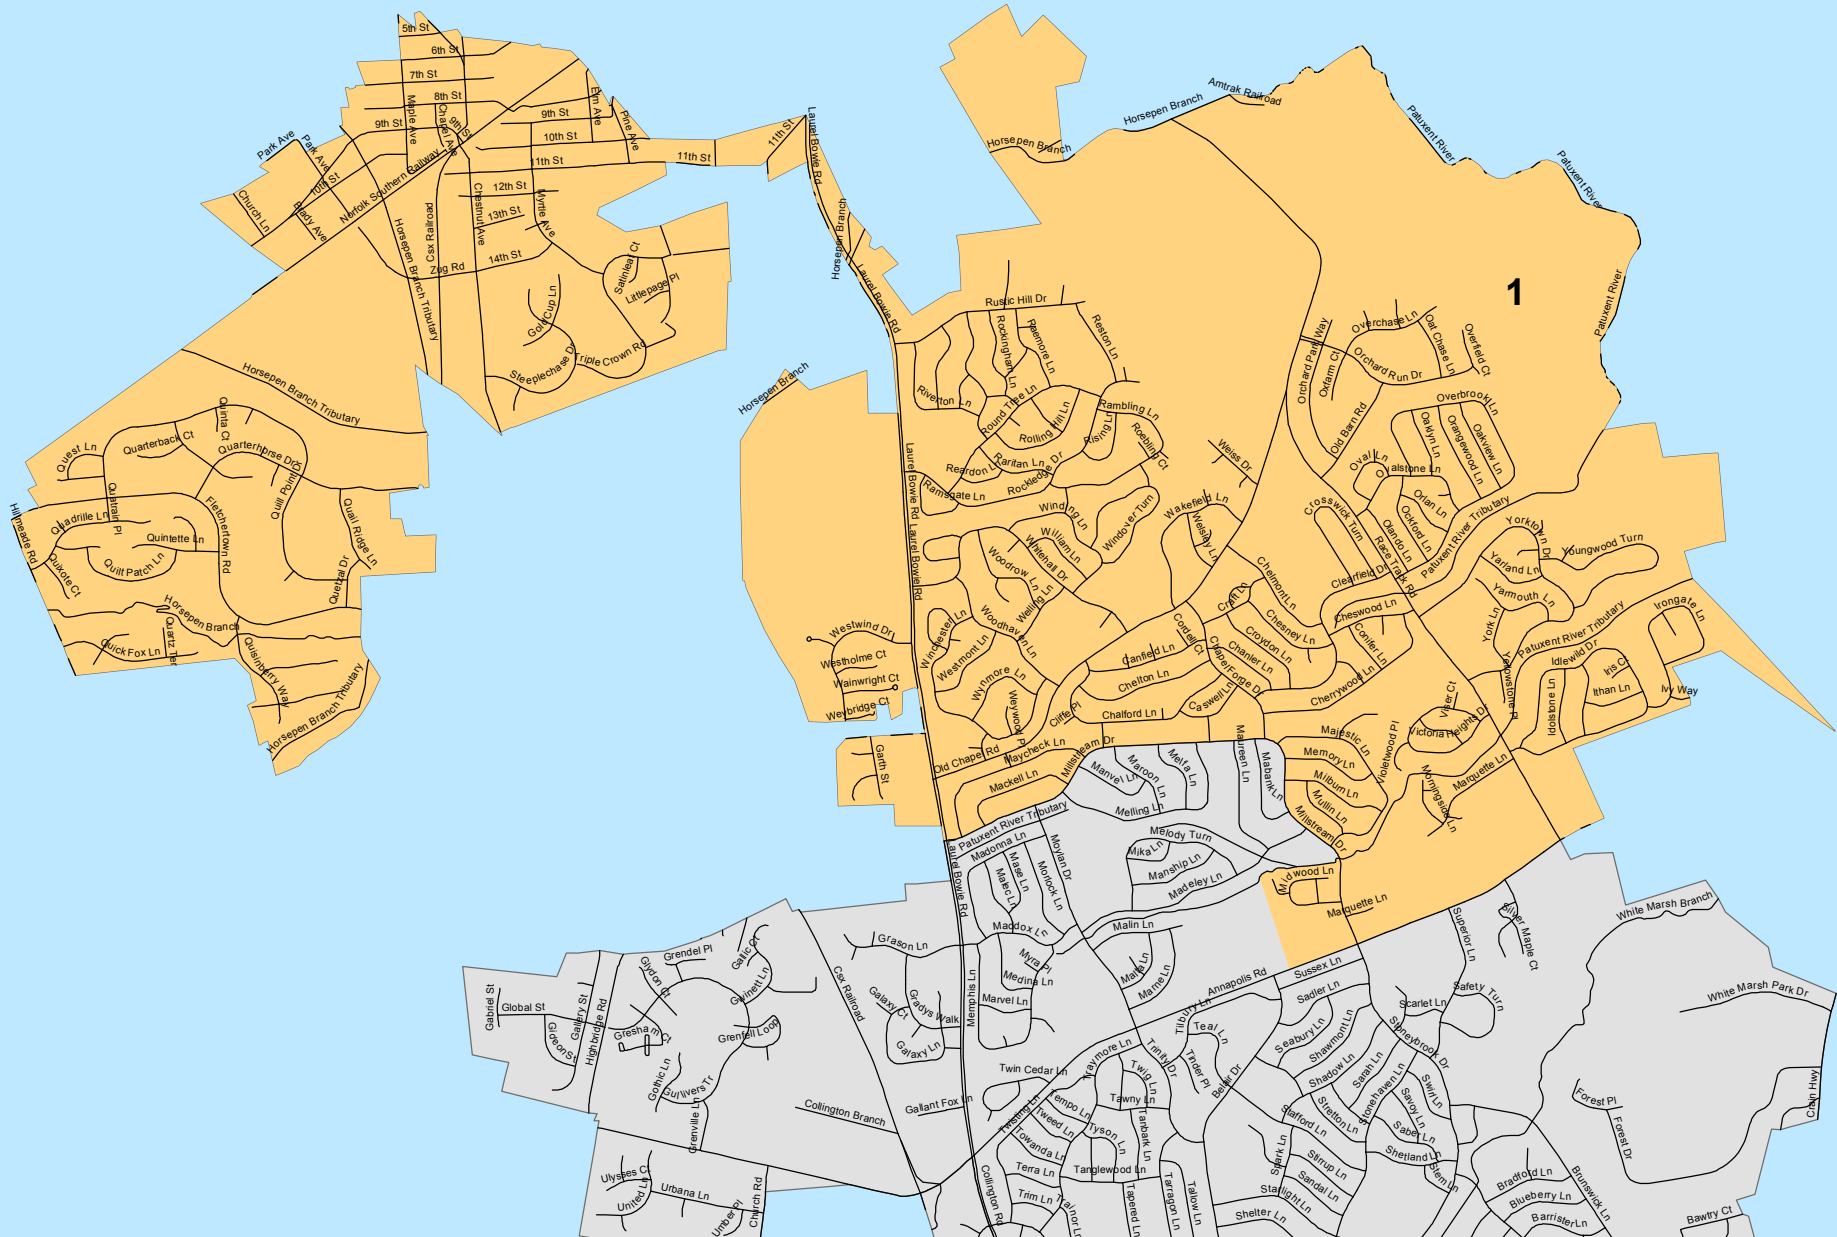 5th St
6th St
7th St
8th St
9th St
Maple Ave
Chapel Ave
9th St
Elm Ave
9th St
Pine Ave
10th St
11th St
11th St
11th St
Laurel Bowie Rd
Park Ave
Park Ave
10th St
Church Ln
Brady Ave
Norfolk Southern Railway
12th St
13th St
14th St
Chestnut Ave
Myrtle Ave
Csx Railroad
Horsepen Branch Tributary
Zug Rd
Satinleaf Ct
Littlepage Pl
Gold Cup Ln
Steeplechase Dr
Triple Crown Rd
Horsepen Branch
Laurel Bowie Rd
Horsepen Branch
Horsepen Branch
Horsepen Branch
Amtrak Railroad
Patuxent River
Patuxent River
Patuxent River
1
Horsepen Branch Tributary
Quest Ln
Quarterback Ct
Quinta Ct
Quarterhorse Dr
Quill Point Dr
Quatrain Pl
Quadrille Ln
Quintette Ln
Fletchertown Rd
Quail Ridge Ln
Hillmeade Rd
Quixote Ct
Quilt Patch Ln
Quetzal Dr
Horsepen Branch
Quick Fox Ln
Quartz Ter
Quisinberry Way
Horsepen Branch Tributary
Rustic Hill Dr
Rockingham Ln
Raemore Ln
Reston Ln
Riverton Ln
Round Tree Ln
Rolling Hill Ln
Rambling Ln
Rising Ln
Roebling Ct
Reardon Ln
Raritan Ln
Rockledge Dr
Ramsgate Ln
Laurel Bowie Rd
Laurel Bowie Rd
Weiss Dr
Winding Ln
Windover Turn
Wakefield Ln
Welsley Ln
William Ln
Whitehall Dr
Woodrow Ln
Welling Ln
Woodhaven Ln
Winchester Ln
Westmont Ln
Wynmore Ln
Weywood Pl
Westwind Dr
Westholme Ct
Wainwright Ct
Weybridge Ct
Garth St
Orchard Park Way
Oxfarm Ct
Overchase Ln
Oat Chase Ln
Overfield Ct
Orchard Run Dr
Old Barn Rd
Overbrook Ln
Oaklyn Ln
Orangewood Ln
Oakview Ln
Oval Ln
Ovalstone Ln
Orlan Ln
Ockford Ln
Olando Ln
Crosswick Turn
Race Track Rd
Patuxent River Tributary
Clearfield Dr
Yorktown Dr
Youngwood Turn
Yarland Ln
Yarmouth Ln
York Ln
Yellowstone Pl
Patuxent River Tributary
Irongate Ln
Idlewild Dr
Iris Ct
Ithan Ln
Ivy Way
Idolstone Ln
Chelmont Ln
Craft Ln
Chesney Ln
Croydon Ln
Chanler Ln
Cheswood Ln
Conifer Ln
Cherrywood Ln
Cordell Ct
Chapel Forge Dr
Canfield Ln
Chelton Ln
Caswell Ln
Chalford Ln
Cliffe Pl
Old Chapel Rd
Maycheck Ln
Millstream Dr
Mackell Ln
Viser Ct
Victoria Heights Dr
Violetwood Pl
Marquette Ln
Morningside Ln
Majestic Ln
Memory Ln
Milburn Ln
Mullin Ln
Millstream Dr
Maureen Ln
Mabank Ln
Manvel Ln
Maroon Ln
Melfa Ln
Melling Ln
Patuxent River Tributary
Madonna Ln
Moylan Dr
Mase Ln
Matec Ln
Morlock Ln
Laurel Bowie Rd
Melody Turn
Mika Ln
Manship Ln
Madeley Ln
Midwood Ln
Marquette Ln
Maddox Ln
Malin Ln
Malta Ln
Marne Ln
Myra Pl
Medina Ln
Marvel Ln
Memphis Ln
Grason Ln
Galaxy Ct
Gradys Walk
Galaxy Ln
Csx Railroad
Grendel Pl
Gallic Ct
Glydon Ct
Gwinett Ln
Grenfell Loop
Gresham Ct
Gothic Ln
Gullivers Tr
Grenville Ln
Gabriel St
Global St
Gideon St
Gallery St
Highbridge Rd
Collington Branch
Gallant Fox Ln
Twin Cedar Ln
Ulysses Ct
United Ln
Urbana Ln
Umber Pl
Church Rd
Collington Rd
Annapolis Rd
Sussex Ln
Tilbury Ln
Teal Ln
Tinder Pl
Trinity Dr
Traymore Ln
Twig Ln
Tawny Ln
Tanbark Ln
Tempo Ln
Tweed Ln
Twisting Ln
Towanda Ln
Tyson Ln
Terra Ln
Tanglewood Ln
Trim Ln
Trainor Ln
Tapered Ln
Tarragon Ln
Tallow Ln
Belair Dr
Sadler Ln
Seabury Ln
Shawmont Ln
Shadow Ln
Sarah Ln
Scarlet Ln
Safety Turn
Stoneybrook Dr
Superior Ln
Silver Maple Ct
Stonehaven Ln
Swirl Ln
Savoy Ln
Saber Ln
Stretton Ln
Stafford Ln
Shetland Ln
Stem Ln
Spark Ln
Stirrup Ln
Sandal Ln
Starlight Ln
Shelter Ln
White Marsh Branch
White Marsh Park Dr
Forest Pl
Forest Dr
Crain Hwy
Bradford Ln
Blueberry Ln
Barrister Ln
Brunswick Ln
Bawtry Ct